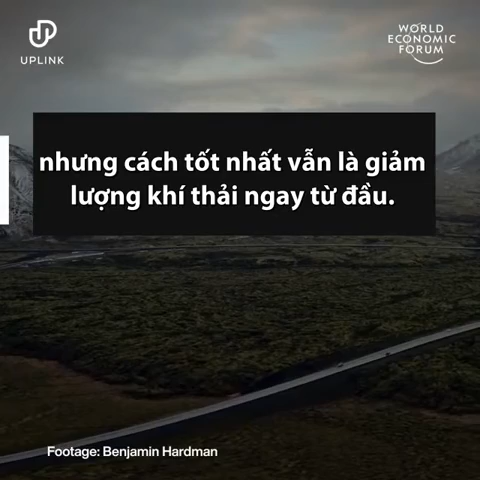 UPLINK
WORLD
ECONOMIC
FORUM
nhưng cách tốt nhất vẫn là giảm
lượng khí thải ngay từ đầu.
Footage: Benjamin Hardman